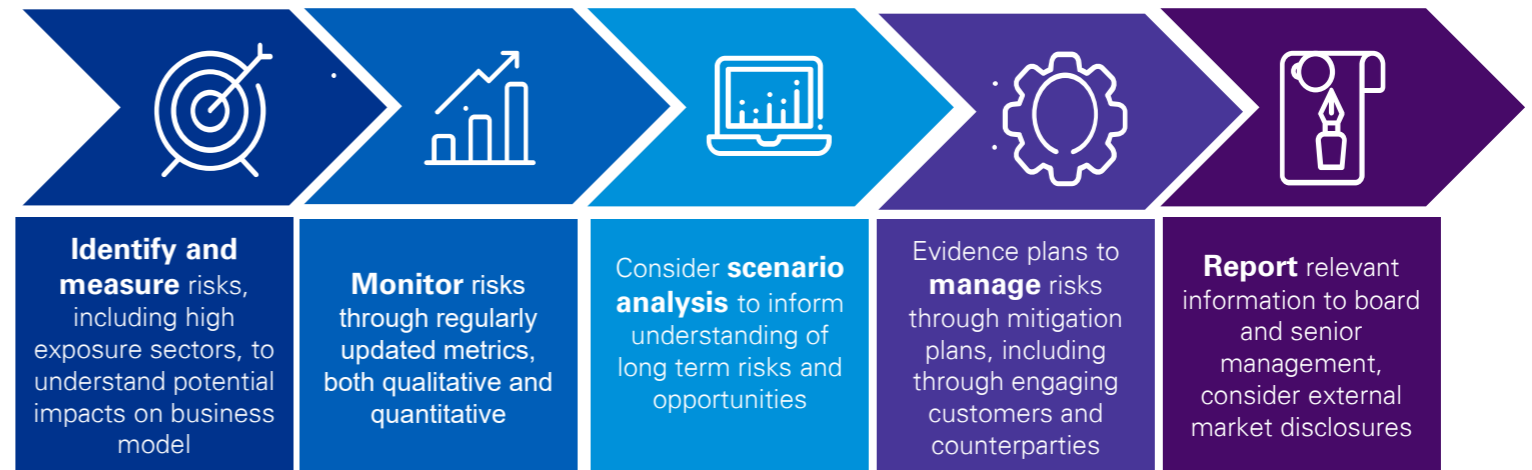 Identify and
measure risks,
including high
exposure sectors, to
understand potential
impacts on business
model
Monitor risks
through regularly
updated metrics,
both qualitative and
quantitative
Consider scenario
analysis to inform
understanding of
long term risks and
opportunities
Evidence plans to
manage risks
through mitigation
plans, including
through engaging
customers and
counterparties
Report relevant
information to board
and senior
management,
consider external
market disclosures